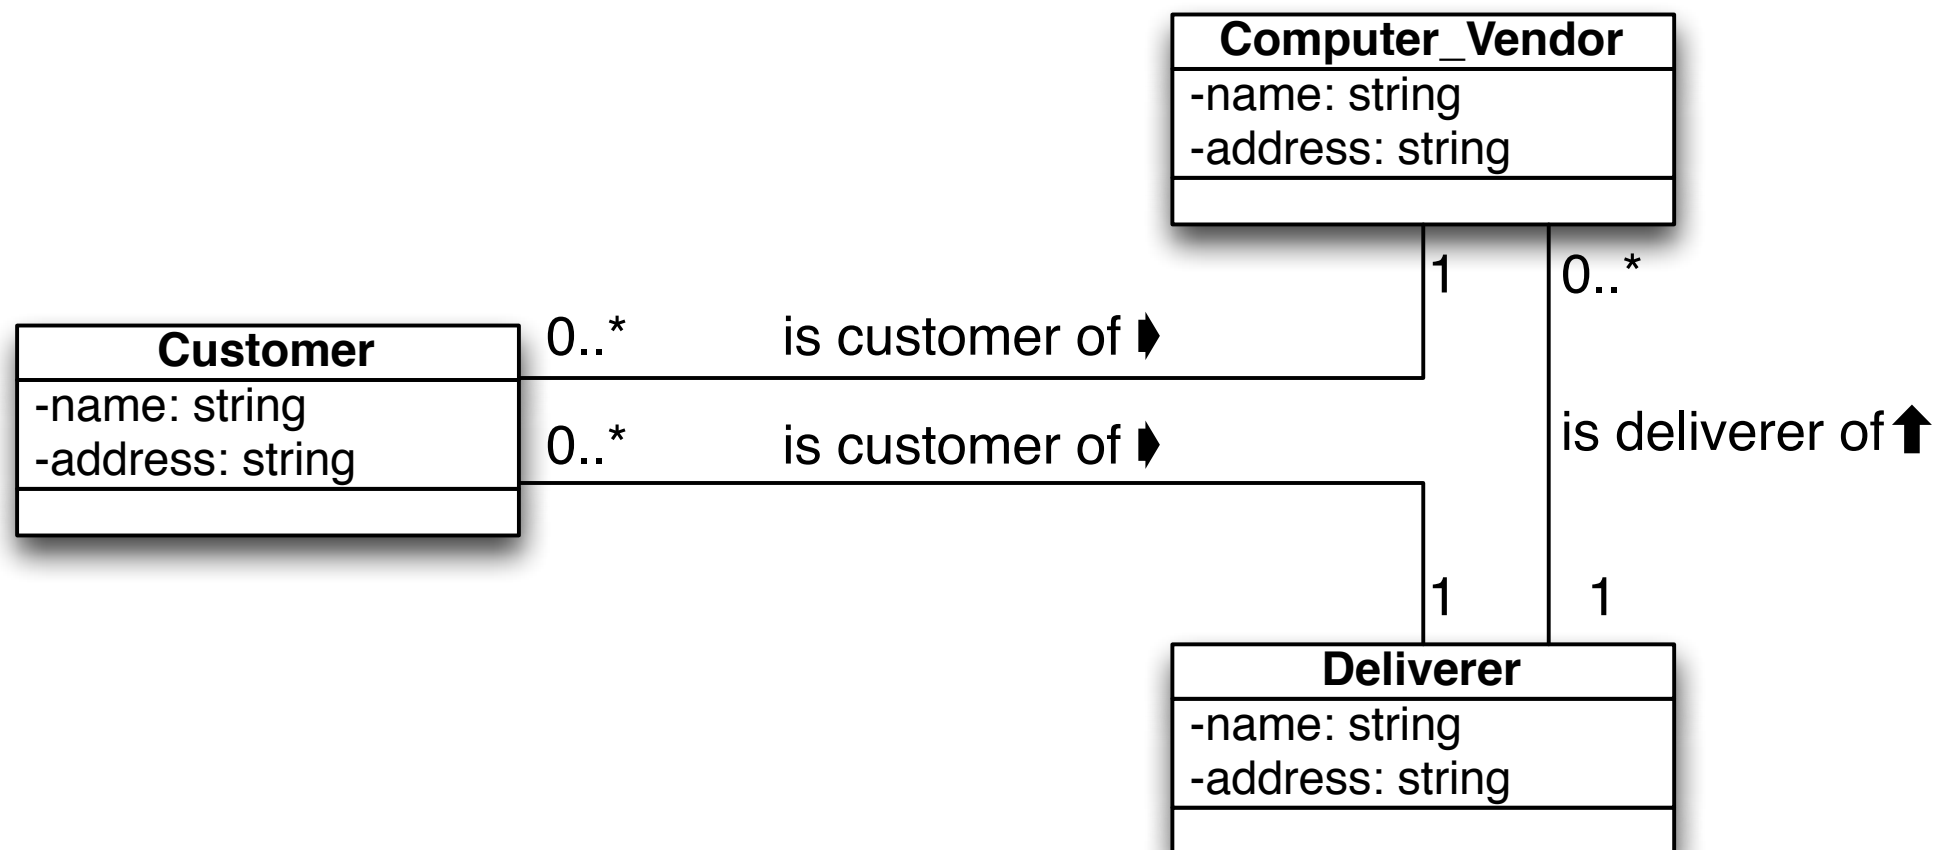 Computer_Vendor
-name: string
-address: string
1
0..*
0..* is customer of
Customer
-name: string
-address: string
0..* is customer of
is deliverer of
1
1
Deliverer
-name: string
-address: string